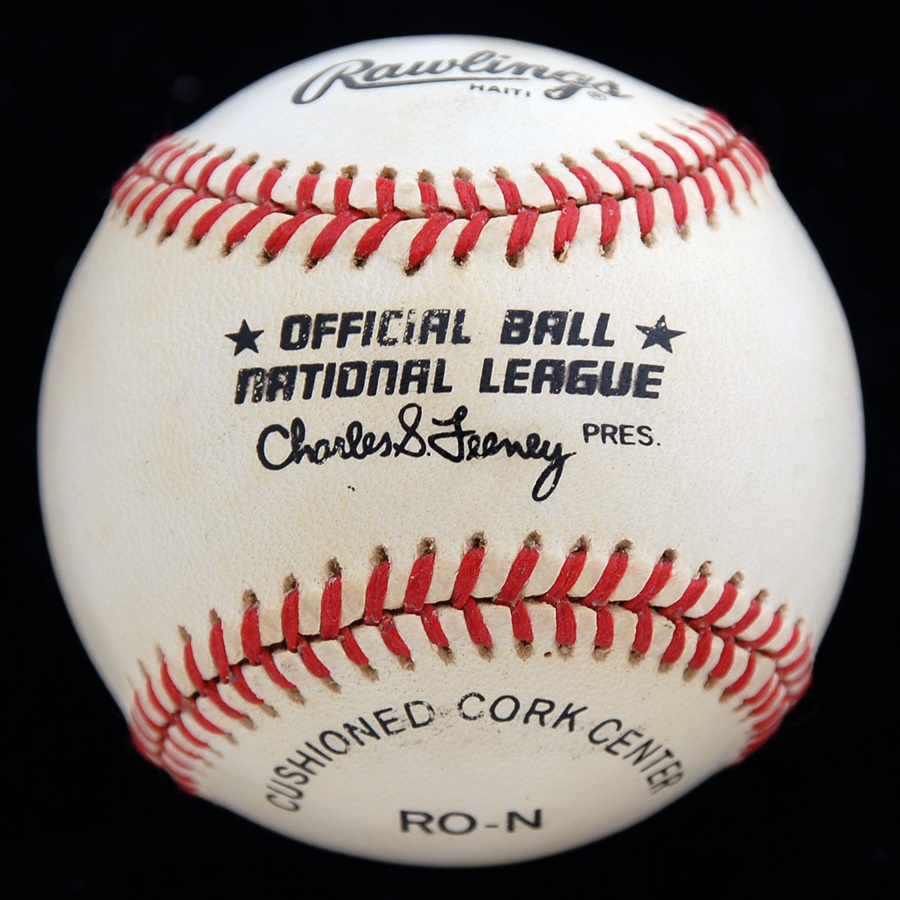 Rawlings
HAITI ®
★ OFFICIAL BALL ★
NATIONAL LEAGUE
Charles S. Feeney PRES.
CUSHIONED CORK CENTER
RO-N